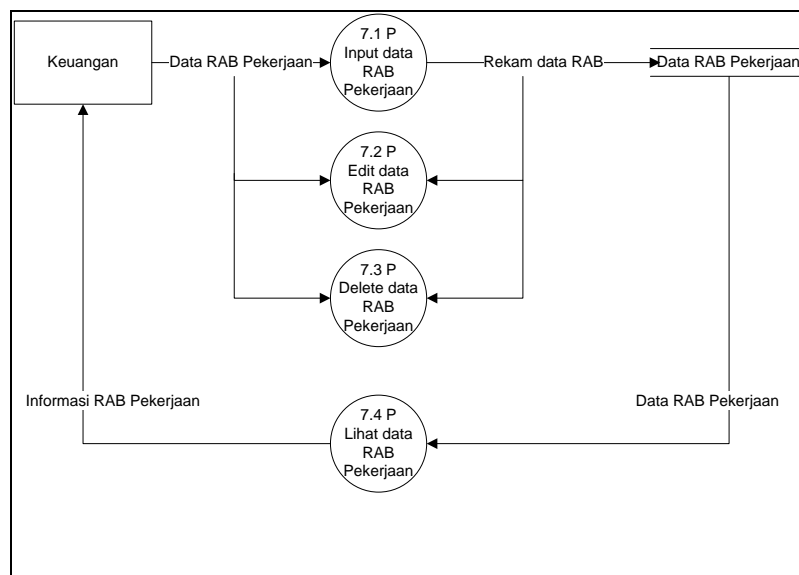 Keuangan
Data RAB Pekerjaan
7.1 P
Input data
RAB
Pekerjaan
Rekam data RAB
Data RAB Pekerjaan
7.2 P
Edit data
RAB
Pekerjaan
7.3 P
Delete data
RAB
Pekerjaan
Informasi RAB Pekerjaan
7.4 P
Lihat data
RAB
Pekerjaan
Data RAB Pekerjaan